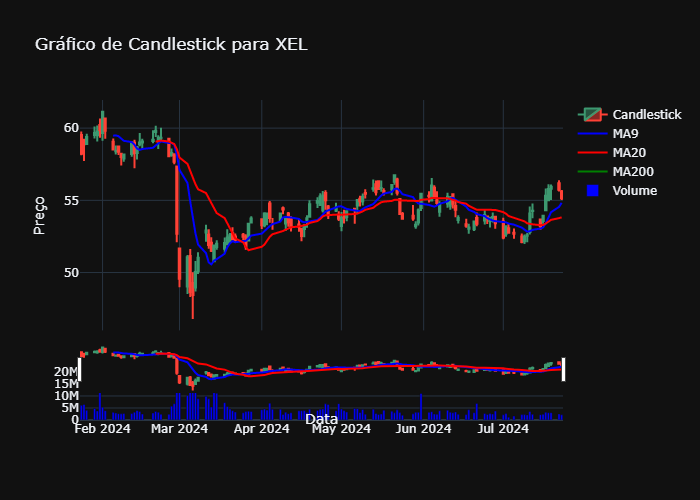 Gráfico de Candlestick para XEL
Candlestick
MA9
MA20
MA200
Volume
Preço
60
55
50
20M
15M
10M
5M
0
Feb 2024
Mar 2024
Apr 2024
May 2024
Jun 2024
Jul 2024
Data